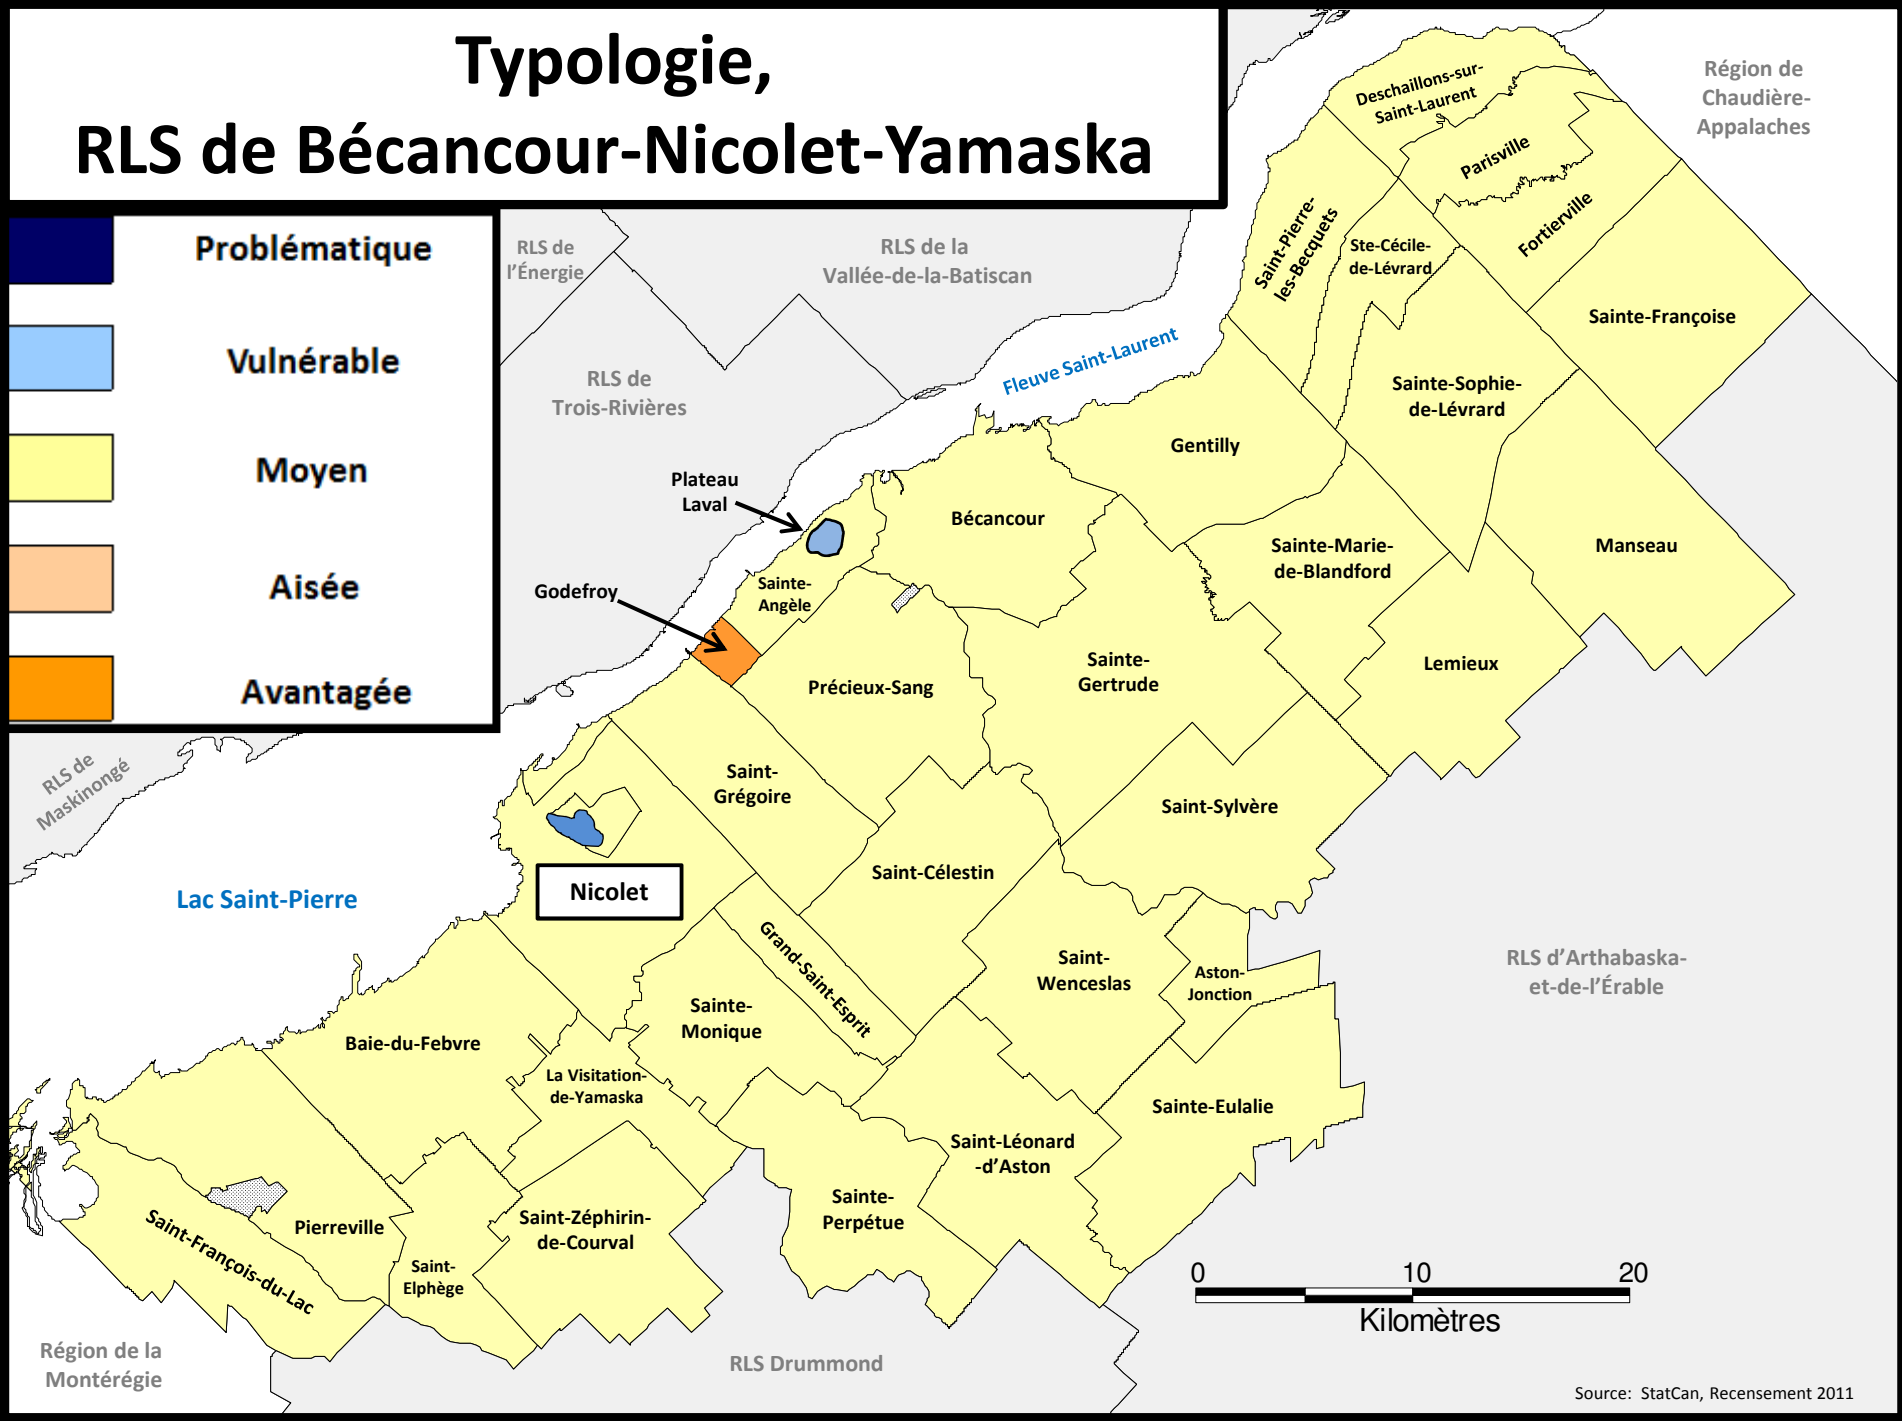 Typologie,
RLS de Bécancour-Nicolet-Yamaska
Problématique
Vulnérable
Moyen
Aisée
Avantagée
RLS de
l'Énergie
RLS de la
Vallée-de-la-Batiscan
RLS de
Trois-Rivières
Fleuve Saint-Laurent
Région de
Chaudière-
Appalaches
Deschaillons-sur-
Saint-Laurent
Parisville
Fortierville
Saint-Pierre-
les-Becquets
Ste-Cécile-
de-Lévrard
Sainte-Françoise
Sainte-Sophie-
de-Lévrard
Gentilly
Plateau
Laval
Bécancour
Sainte-Marie-
de-Blandford
Manseau
Godefroy
Sainte-
Angèle
Lemieux
Sainte-
Gertrude
Précieux-Sang
RLS de
Maskinongé
Saint-
Grégoire
Saint-Sylvère
Lac Saint-Pierre
Nicolet
Saint-Célestin
Grand-Saint-Esprit
Saint-
Wenceslas
Aston-
Jonction
RLS d'Arthabaska-
et-de-l'Érable
Sainte-
Monique
Baie-du-Febvre
La Visitation-
de-Yamaska
Sainte-Eulalie
Saint-Léonard
-d'Aston
Sainte-
Perpétue
Saint-Zéphirin-
de-Courval
Pierreville
Saint-François-du-Lac
Saint-
Elphège
0 10 20
Kilomètres
Région de la
Montérégie
RLS Drummond
Source: StatCan, Recensement 2011